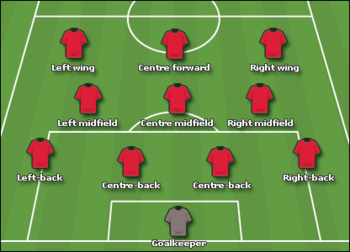 Left wing
Centre forward
Right wing
Left midfield
Centre midfield
Right midfield
Left-back
Centre-back
Centre-back
Right-back
Goalkeeper